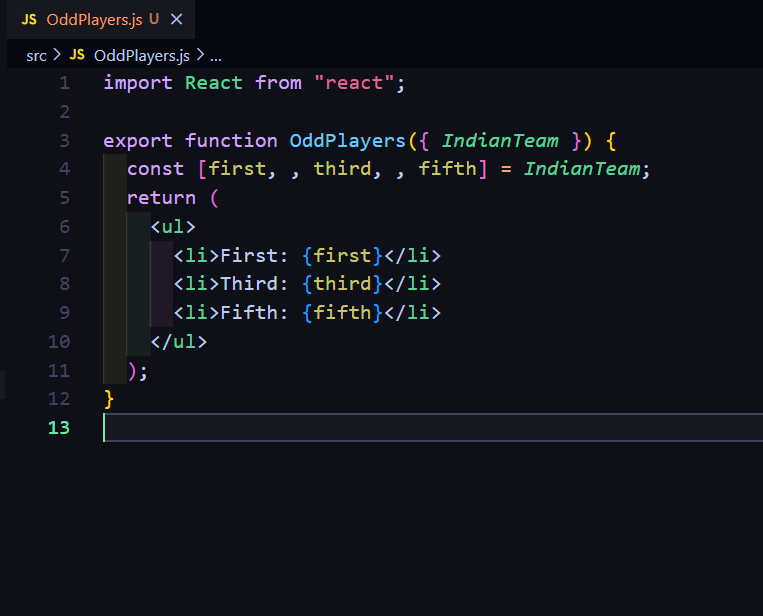 JS OddPlayers.js U ×
src > JS OddPlayers.js > ...
1 import React from "react";
2
3 export function OddPlayers({ IndianTeam }) {
4   const [first, , third, , fifth] = IndianTeam;
5   return (
6     <ul>
7       <li>First: {first}</li>
8       <li>Third: {third}</li>
9       <li>Fifth: {fifth}</li>
10     </ul>
11   );
12 }
13